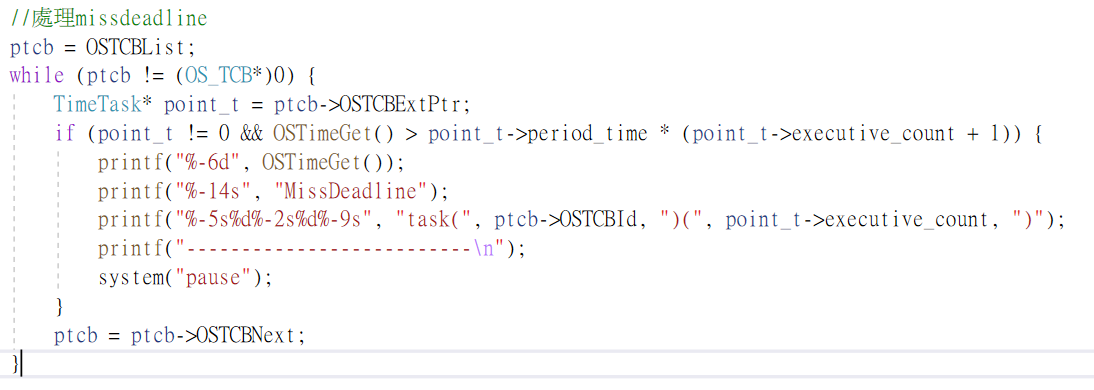 //處理missdeadline
ptcb = OSTCBList;
while (ptcb != (OS_TCB*)0) {
    TimeTask* point_t = ptcb->OSTCBExtPtr;
    if (point_t != 0 && OSTimeGet() > point_t->period_time * (point_t->executive_count + 1)) {
        printf("%-6d", OSTimeGet());
        printf("%-14s", "MissDeadline");
        printf("%-5s%d%-2s%d%-9s", "task(", ptcb->OSTCBId, ")(", point_t->executive_count, ")");
        printf("--------------------------\n");
        system("pause");
    }
    ptcb = ptcb->OSTCBNext;
}